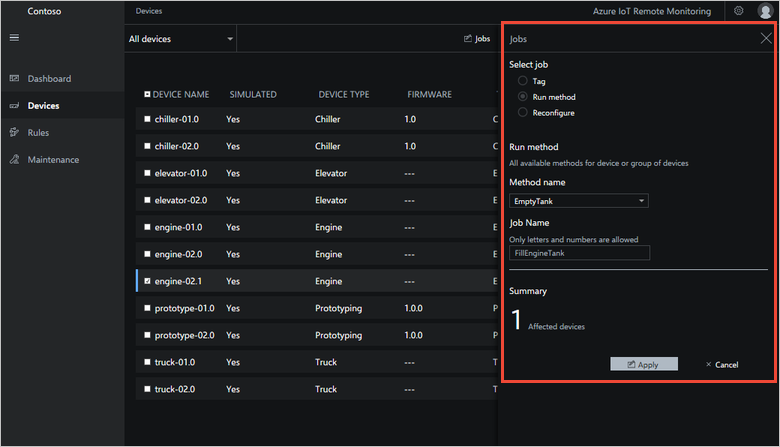 Contoso
Devices
Azure IoT Remote Monitoring
All devices
Jobs
Dashboard
Devices
Rules
Maintenance
DEVICE NAME SIMULATED DEVICE TYPE FIRMWARE
chiller-01.0 Yes Chiller 1.0 C
chiller-02.0 Yes Chiller 1.0 C
elevator-01.0 Yes Elevator --- E
elevator-02.0 Yes Elevator --- E
engine-01.0 Yes Engine --- E
engine-02.0 Yes Engine --- E
engine-02.1 Yes Engine --- E
prototype-01.0 Yes Prototyping 1.0.0 P
prototype-02.0 Yes Prototyping 1.0.0 P
truck-01.0 Yes Truck --- T
truck-02.0 Yes Truck --- T
Jobs
Select job
Tag
Run method
Reconfigure
Run method
All available methods for device or group of devices
Method name
EmptyTank
Job Name
Only letters and numbers are allowed
FillEngineTank
Summary
1 Affected devices
Apply
Cancel